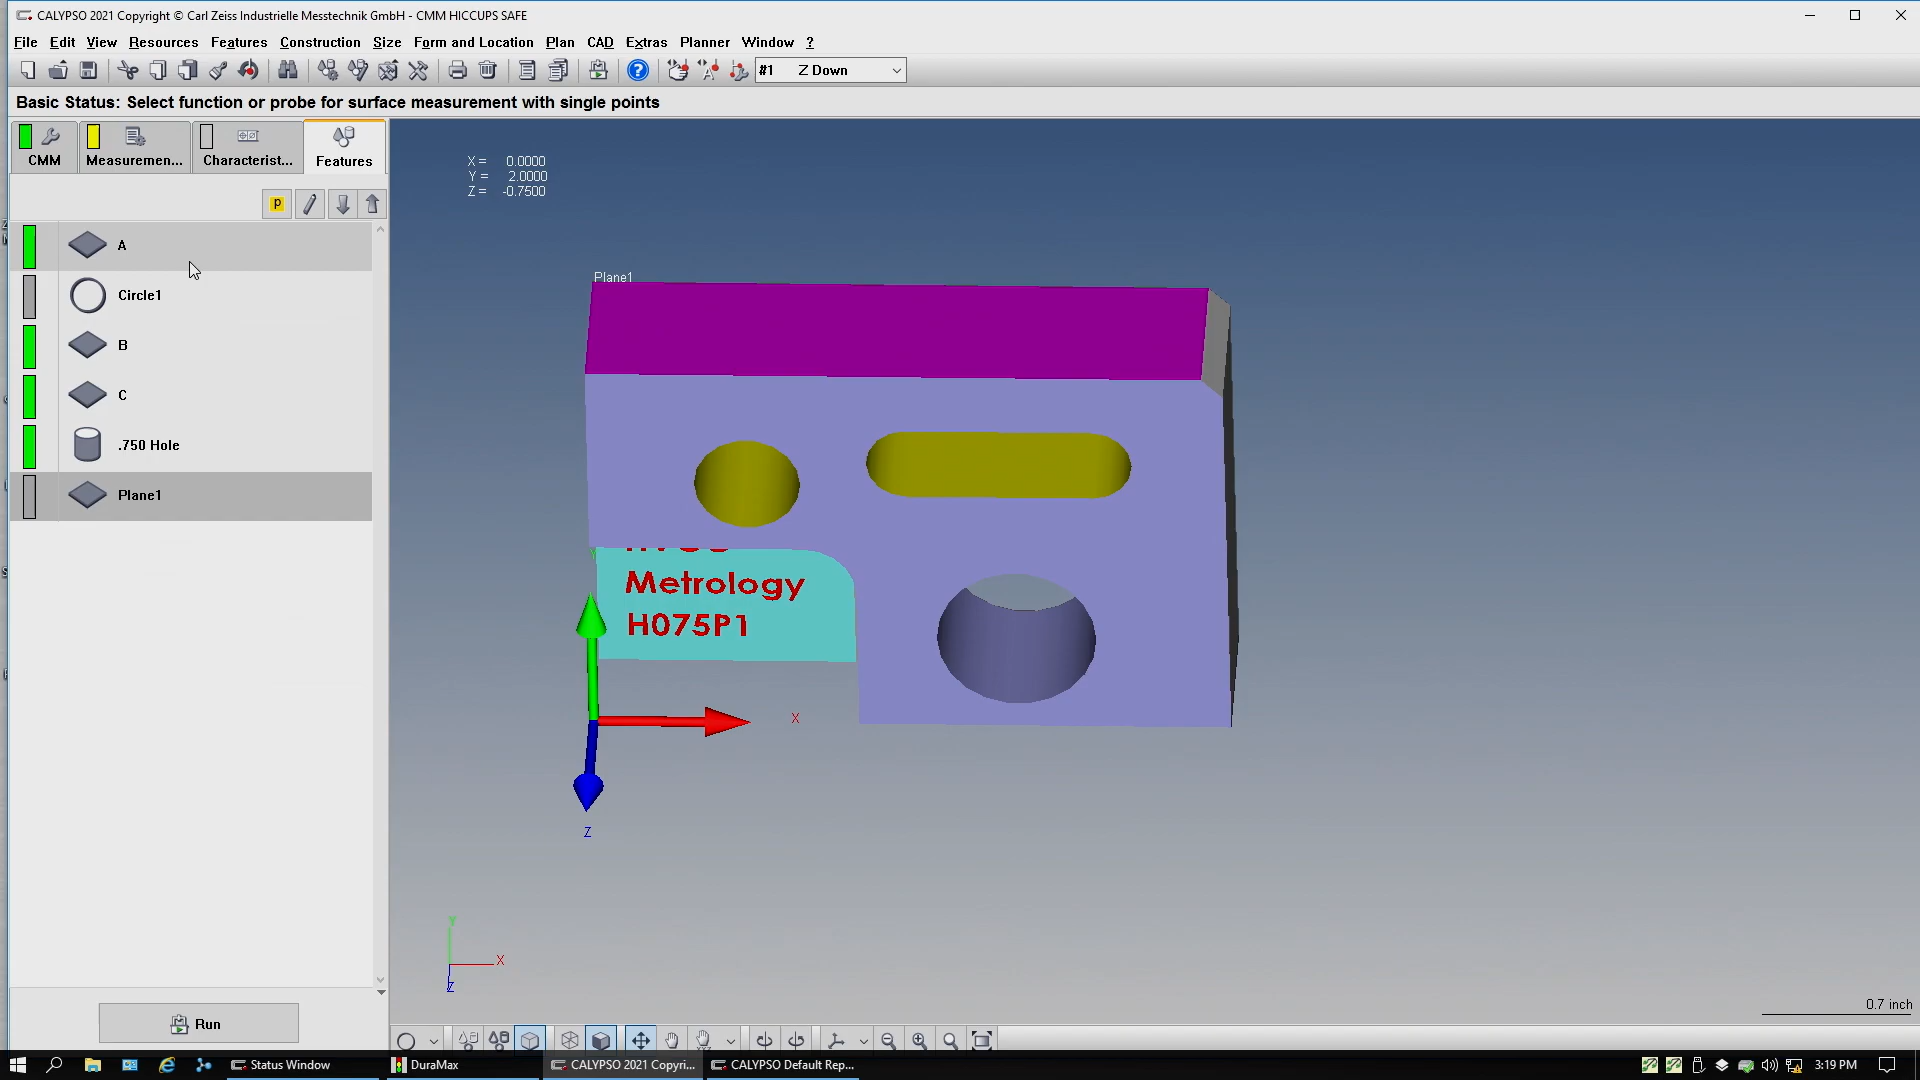 CALYPSO 2021 Copyright © Carl Zeiss Industrielle Messtechnik GmbH - CMM HICCUPS SAFE
File Edit View Resources Features Construction Size Form and Location Plan CAD Extras Planner Window ?
#1 Z Down
Basic Status: Select function or probe for surface measurement with single points
CMM Measuremen... Characterist... Features
P
X = 0.0000
Y = 2.0000
Z = -0.7500
A
Circle1
B
C
.750 Hole
Plane1
Plane1
Metrology
H075P1
X
Z
Y
X
Z
0.7 inch
Run
Status Window DuraMax CALYPSO 2021 Copyri... CALYPSO Default Rep... 3:19 PM